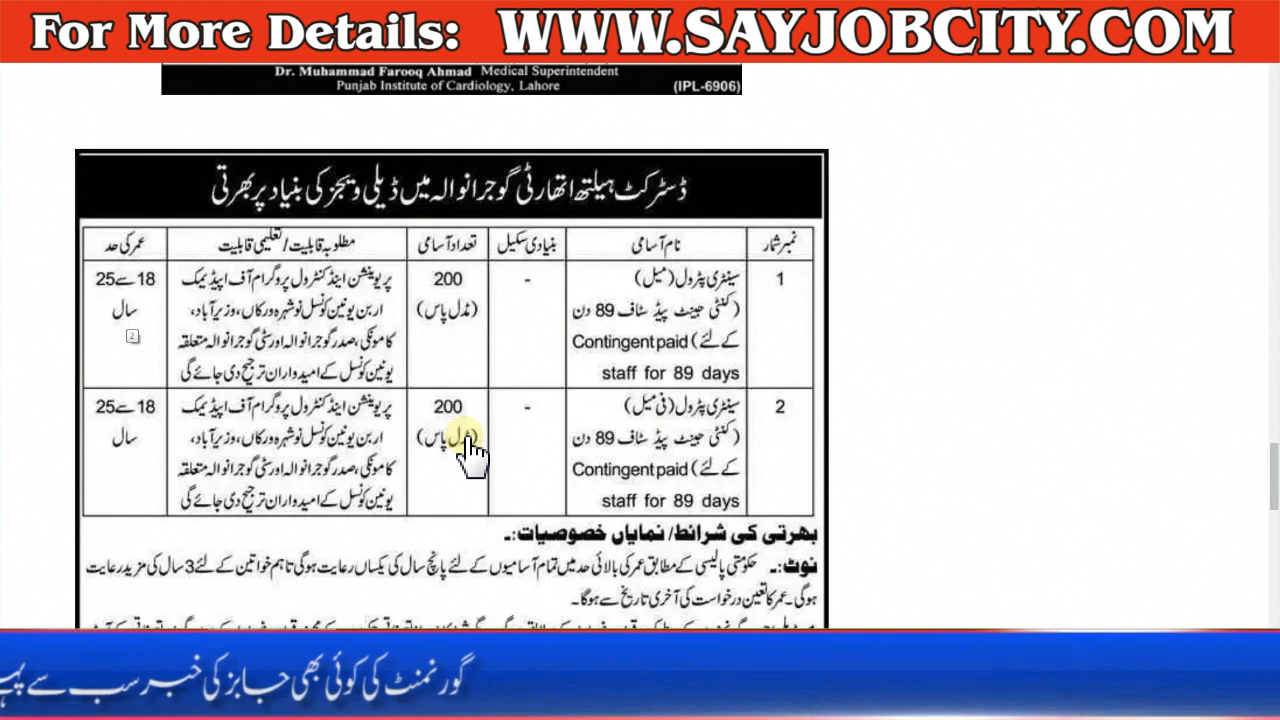 For More Details: WWW.SAYJOBCITY.COM
Dr. Muhammad Farooq Ahmad Medical Superintendent
Punjab Institute of Cardiology, Lahore
(IPL-6906)
ڈسٹرکٹ ہیلتھ اتھارٹی گوجرانوالہ میں ڈیلی ویجز کی بنیاد پر بھرتی
نمبر شمار نام آسامی بنیادی سکیل تعداد آسامی مطلوبہ قابلیت/تعلیمی قابلیت عمر کی حد
1 سینٹری پٹرول (میل) - 200 پریوینشن اینڈ کنٹرول پروگرام آف ایپیڈیمک 18 سے 25
(کنٹی جینٹ پیڈ سٹاف 89 دن (مڈل پاس) اربن یونین کونسل نوشہرہ ورکاں، وزیرآباد، سال
کے لئے) Contingent paid کامونکی، صدر گوجرانوالہ اور سٹی گوجرانوالہ متعلقہ 2
staff for 89 days یونین کونسل کے امیدواران ترجیح دی جائے گی
2 سینٹری پٹرول (فی میل) - 200 پریوینشن اینڈ کنٹرول پروگرام آف ایپیڈیمک 18 سے 25
(کنٹی جینٹ پیڈ سٹاف 89 دن (مڈل پاس) اربن یونین کونسل نوشہرہ ورکاں، وزیرآباد، سال
کے لئے) Contingent paid کامونکی، صدر گوجرانوالہ اور سٹی گوجرانوالہ متعلقہ
staff for 89 days یونین کونسل کے امیدواران ترجیح دی جائے گی
بھرتی کی شرائط/نمایاں خصوصیات:۔
نوٹ:۔ حکومتی پالیسی کے مطابق عمر کی بالائی حد میں تمام آسامیوں کے لئے پانچ سال کی یکساں رعایت ہوگی تاہم خواتین کے لئے 3 سال کی مزید رعایت
ہوگی۔ عمر کا تعین درخواست کی آخری تاریخ سے ہوگا۔
گورنمنٹ کی کوئی بھی جابز کی خبر سب سے پہلے